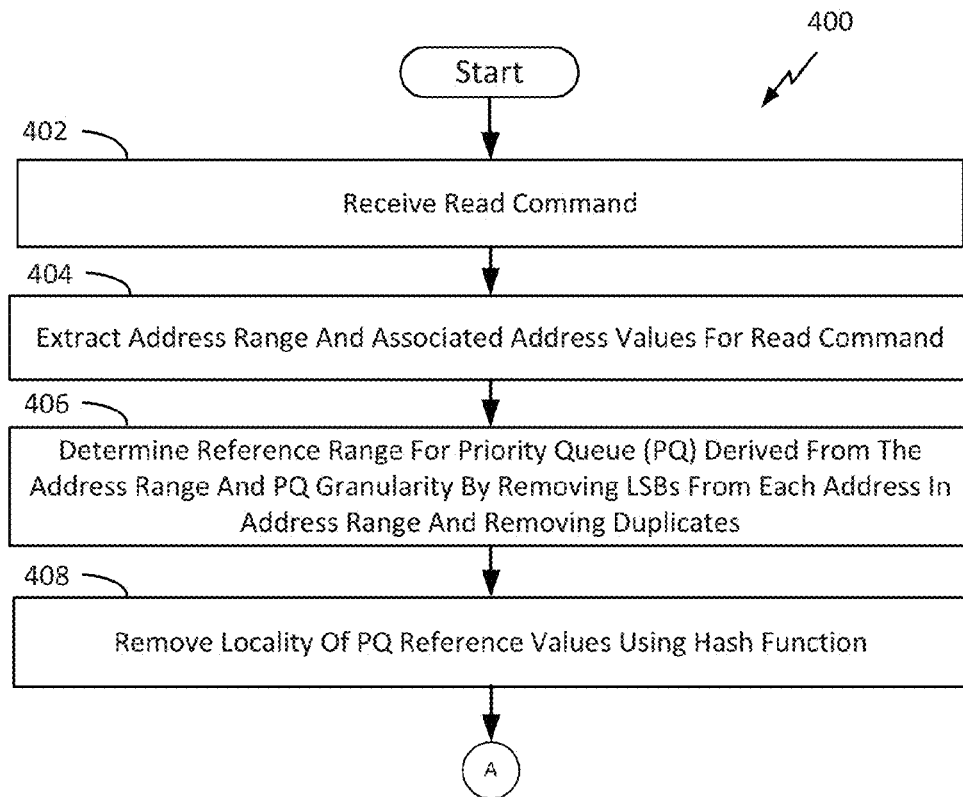 400
Start
402
Receive Read Command
404
Extract Address Range And Associated Address Values For Read Command
406
Determine Reference Range For Priority Queue (PQ) Derived From The
Address Range And PQ Granularity By Removing LSBs From Each Address In
Address Range And Removing Duplicates
408
Remove Locality Of PQ Reference Values Using Hash Function
A